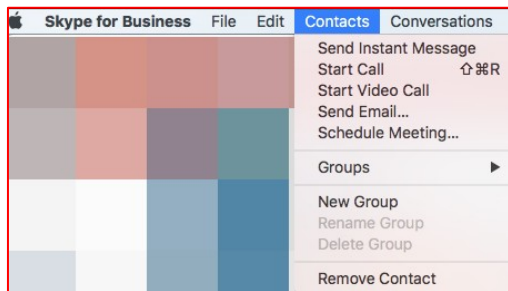 Skype for Business File Edit Contacts Conversations
Send Instant Message
Start Call ⇧⌘R
Start Video Call
Send Email...
Schedule Meeting...
Groups
New Group
Rename Group
Delete Group
Remove Contact